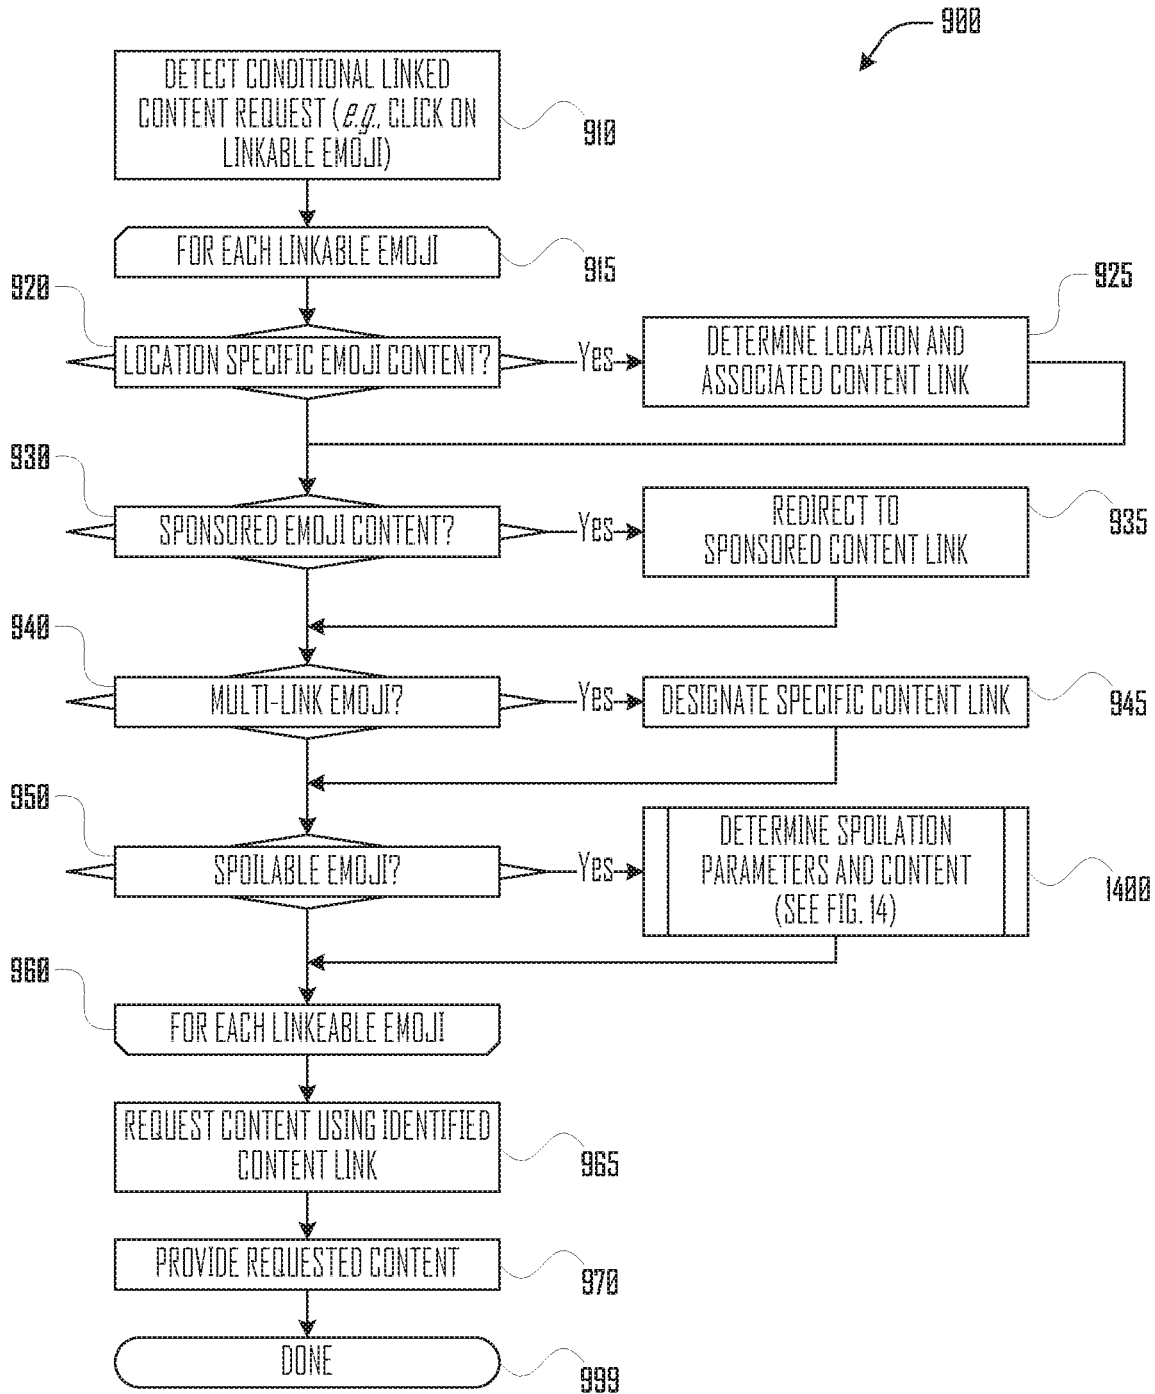 900
DETECT CONDITIONAL LINKED
CONTENT REQUEST (e.g., CLICK ON
LINKABLE EMOJI)
910
FOR EACH LINKABLE EMOJI
915
920
LOCATION SPECIFIC EMOJI CONTENT?
Yes
DETERMINE LOCATION AND
ASSOCIATED CONTENT LINK
925
930
SPONSORED EMOJI CONTENT?
Yes
REDIRECT TO
SPONSORED CONTENT LINK
935
940
MULTI-LINK EMOJI?
Yes
DESIGNATE SPECIFIC CONTENT LINK
945
950
SPOILABLE EMOJI?
Yes
DETERMINE SPOILATION
PARAMETERS AND CONTENT
(SEE FIG. 14)
1400
960
FOR EACH LINKEABLE EMOJI
REQUEST CONTENT USING IDENTIFIED
CONTENT LINK
965
PROVIDE REQUESTED CONTENT
970
DONE
999